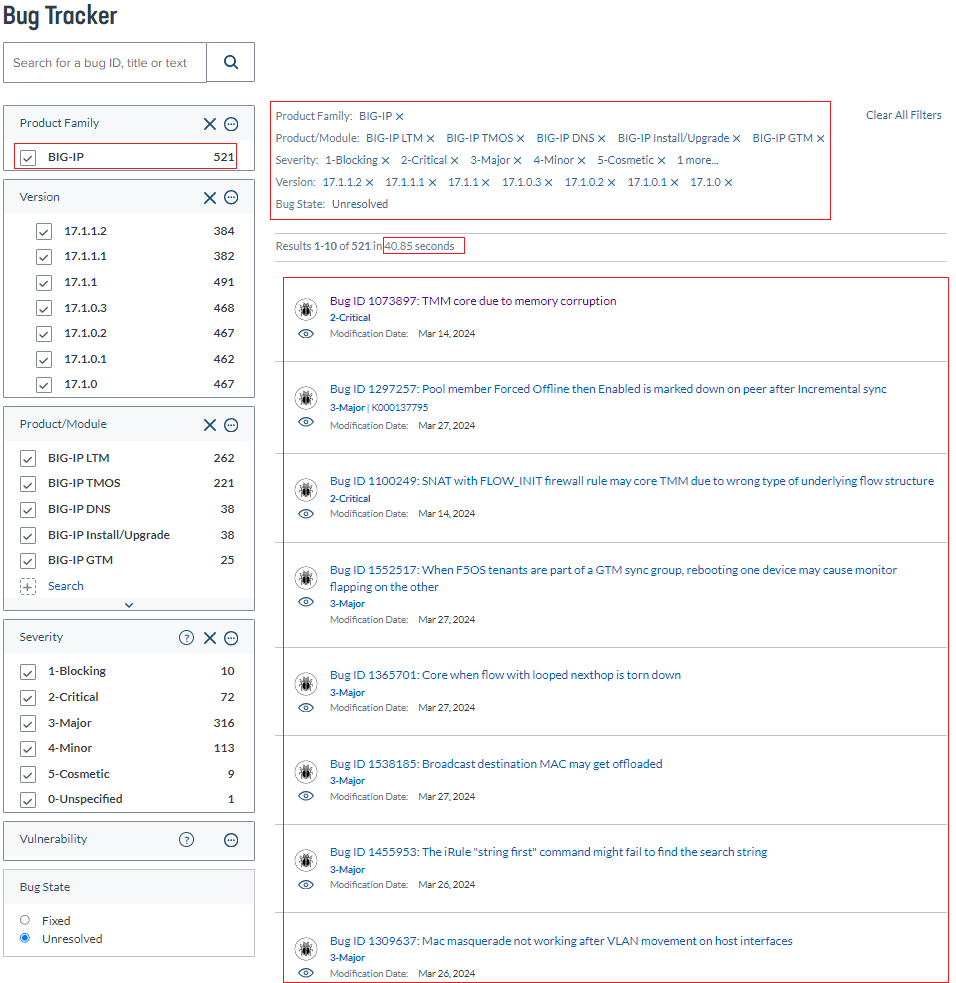 Bug Tracker
Search for a bug ID, title or text
Product Family
BIG-IP 521
Version
17.1.1.2 384
17.1.1.1 382
17.1.1 491
17.1.0.3 468
17.1.0.2 467
17.1.0.1 462
17.1.0 467
Product/Module
BIG-IP LTM 262
BIG-IP TMOS 221
BIG-IP DNS 38
BIG-IP Install/Upgrade 38
BIG-IP GTM 25
Search
Severity ?
1-Blocking 10
2-Critical 72
3-Major 316
4-Minor 113
5-Cosmetic 9
0-Unspecified 1
Vulnerability ?
Bug State
Fixed
Unresolved
Product Family: BIG-IP ×
Product/Module: BIG-IP LTM × BIG-IP TMOS × BIG-IP DNS × BIG-IP Install/Upgrade × BIG-IP GTM ×
Severity: 1-Blocking × 2-Critical × 3-Major × 4-Minor × 5-Cosmetic × 1 more...
Version: 17.1.1.2 × 17.1.1.1 × 17.1.1 × 17.1.0.3 × 17.1.0.2 × 17.1.0.1 × 17.1.0 ×
Bug State: Unresolved
Clear All Filters
Results 1-10 of 521 in 40.85 seconds
Bug ID 1073897: TMM core due to memory corruption
2-Critical
Modification Date: Mar 14, 2024
Bug ID 1297257: Pool member Forced Offline then Enabled is marked down on peer after Incremental sync
3-Major | K000137795
Modification Date: Mar 27, 2024
Bug ID 1100249: SNAT with FLOW_INIT firewall rule may core TMM due to wrong type of underlying flow structure
2-Critical
Modification Date: Mar 14, 2024
Bug ID 1552517: When F5OS tenants are part of a GTM sync group, rebooting one device may cause monitor
flapping on the other
3-Major
Modification Date: Mar 27, 2024
Bug ID 1365701: Core when flow with looped nexthop is torn down
3-Major
Modification Date: Mar 27, 2024
Bug ID 1538185: Broadcast destination MAC may get offloaded
3-Major
Modification Date: Mar 27, 2024
Bug ID 1455953: The iRule "string first" command might fail to find the search string
3-Major
Modification Date: Mar 26, 2024
Bug ID 1309637: Mac masquerade not working after VLAN movement on host interfaces
3-Major
Modification Date: Mar 26, 2024